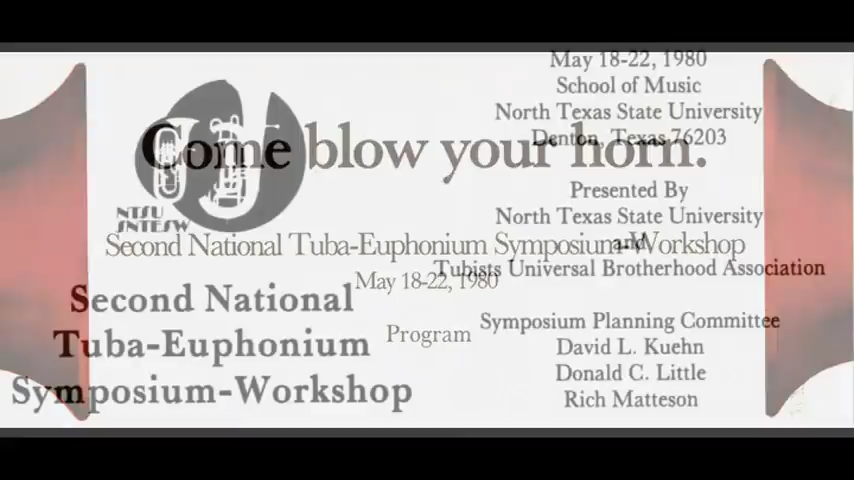 Come blow your horn.
Second National Tuba-Euphonium Symposium-Workshop
May 18-22, 1980
Program
NTSU
SNTESW
Second National
Tuba-Euphonium
Symposium-Workshop
May 18-22, 1980
School of Music
North Texas State University
Denton, Texas 76203
Presented By
North Texas State University
and
Tubists Universal Brotherhood Association
Symposium Planning Committee
David L. Kuehn
Donald C. Little
Rich Matteson